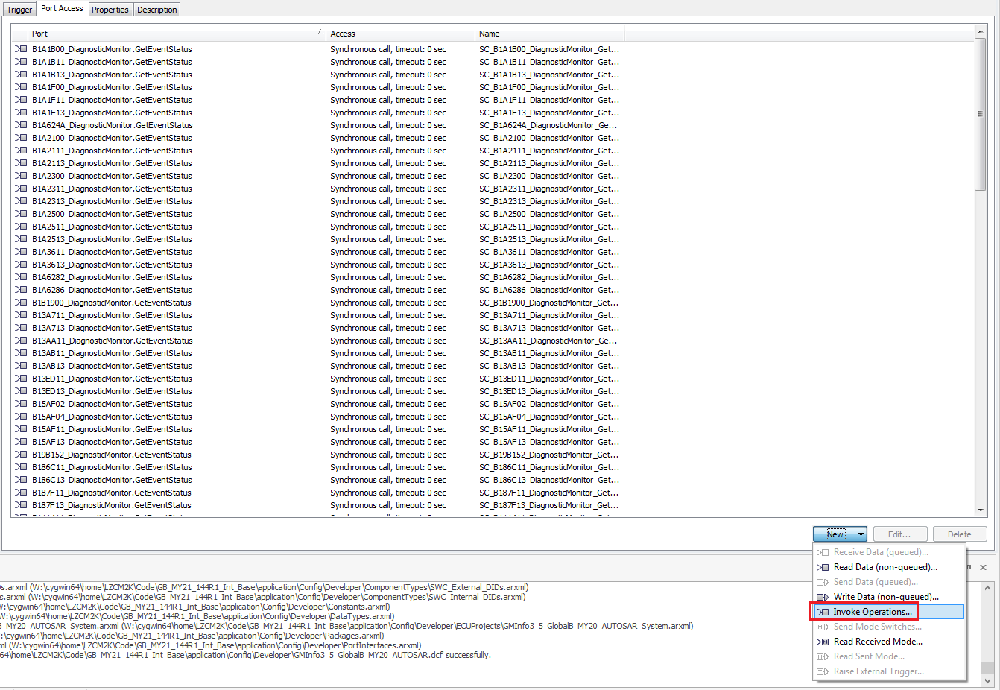 Trigger Port Access Properties Description
Port Access Name
B1A1B00_DiagnosticMonitor.GetEventStatus Synchronous call, timeout: 0 sec SC_B1A1B00_DiagnosticMonitor_Get...
B1A1B11_DiagnosticMonitor.GetEventStatus Synchronous call, timeout: 0 sec SC_B1A1B11_DiagnosticMonitor_Get...
B1A1B13_DiagnosticMonitor.GetEventStatus Synchronous call, timeout: 0 sec SC_B1A1B13_DiagnosticMonitor_Get...
B1A1F00_DiagnosticMonitor.GetEventStatus Synchronous call, timeout: 0 sec SC_B1A1F00_DiagnosticMonitor_Get...
B1A1F11_DiagnosticMonitor.GetEventStatus Synchronous call, timeout: 0 sec SC_B1A1F11_DiagnosticMonitor_Get...
B1A1F13_DiagnosticMonitor.GetEventStatus Synchronous call, timeout: 0 sec SC_B1A1F13_DiagnosticMonitor_Get...
B1A624A_DiagnosticMonitor.GetEventStatus Synchronous call, timeout: 0 sec SC_B1A624A_DiagnosticMonitor_Ge...
B1A2100_DiagnosticMonitor.GetEventStatus Synchronous call, timeout: 0 sec SC_B1A2100_DiagnosticMonitor_Get...
B1A2111_DiagnosticMonitor.GetEventStatus Synchronous call, timeout: 0 sec SC_B1A2111_DiagnosticMonitor_Get...
B1A2113_DiagnosticMonitor.GetEventStatus Synchronous call, timeout: 0 sec SC_B1A2113_DiagnosticMonitor_Get...
B1A2300_DiagnosticMonitor.GetEventStatus Synchronous call, timeout: 0 sec SC_B1A2300_DiagnosticMonitor_Get...
B1A2311_DiagnosticMonitor.GetEventStatus Synchronous call, timeout: 0 sec SC_B1A2311_DiagnosticMonitor_Get...
B1A2313_DiagnosticMonitor.GetEventStatus Synchronous call, timeout: 0 sec SC_B1A2313_DiagnosticMonitor_Get...
B1A2500_DiagnosticMonitor.GetEventStatus Synchronous call, timeout: 0 sec SC_B1A2500_DiagnosticMonitor_Get...
B1A2511_DiagnosticMonitor.GetEventStatus Synchronous call, timeout: 0 sec SC_B1A2511_DiagnosticMonitor_Get...
B1A2513_DiagnosticMonitor.GetEventStatus Synchronous call, timeout: 0 sec SC_B1A2513_DiagnosticMonitor_Get...
B1A3611_DiagnosticMonitor.GetEventStatus Synchronous call, timeout: 0 sec SC_B1A3611_DiagnosticMonitor_Get...
B1A3613_DiagnosticMonitor.GetEventStatus Synchronous call, timeout: 0 sec SC_B1A3613_DiagnosticMonitor_Get...
B1A6282_DiagnosticMonitor.GetEventStatus Synchronous call, timeout: 0 sec SC_B1A6282_DiagnosticMonitor_Get...
B1A6286_DiagnosticMonitor.GetEventStatus Synchronous call, timeout: 0 sec SC_B1A6286_DiagnosticMonitor_Get...
B1B1900_DiagnosticMonitor.GetEventStatus Synchronous call, timeout: 0 sec SC_B1B1900_DiagnosticMonitor_Get...
B13A711_DiagnosticMonitor.GetEventStatus Synchronous call, timeout: 0 sec SC_B13A711_DiagnosticMonitor_Get...
B13A713_DiagnosticMonitor.GetEventStatus Synchronous call, timeout: 0 sec SC_B13A713_DiagnosticMonitor_Get...
B13AA11_DiagnosticMonitor.GetEventStatus Synchronous call, timeout: 0 sec SC_B13AA11_DiagnosticMonitor_Ge...
B13AB11_DiagnosticMonitor.GetEventStatus Synchronous call, timeout: 0 sec SC_B13AB11_DiagnosticMonitor_Get...
B13AB13_DiagnosticMonitor.GetEventStatus Synchronous call, timeout: 0 sec SC_B13AB13_DiagnosticMonitor_Get...
B13ED11_DiagnosticMonitor.GetEventStatus Synchronous call, timeout: 0 sec SC_B13ED11_DiagnosticMonitor_Get...
B13ED13_DiagnosticMonitor.GetEventStatus Synchronous call, timeout: 0 sec SC_B13ED13_DiagnosticMonitor_Get...
B15AF02_DiagnosticMonitor.GetEventStatus Synchronous call, timeout: 0 sec SC_B15AF02_DiagnosticMonitor_Get...
B15AF04_DiagnosticMonitor.GetEventStatus Synchronous call, timeout: 0 sec SC_B15AF04_DiagnosticMonitor_Get...
B15AF11_DiagnosticMonitor.GetEventStatus Synchronous call, timeout: 0 sec SC_B15AF11_DiagnosticMonitor_Get...
B15AF13_DiagnosticMonitor.GetEventStatus Synchronous call, timeout: 0 sec SC_B15AF13_DiagnosticMonitor_Get...
B19B152_DiagnosticMonitor.GetEventStatus Synchronous call, timeout: 0 sec SC_B19B152_DiagnosticMonitor_Get...
B186C11_DiagnosticMonitor.GetEventStatus Synchronous call, timeout: 0 sec SC_B186C11_DiagnosticMonitor_Get...
B186C13_DiagnosticMonitor.GetEventStatus Synchronous call, timeout: 0 sec SC_B186C13_DiagnosticMonitor_Get...
B187F11_DiagnosticMonitor.GetEventStatus Synchronous call, timeout: 0 sec SC_B187F11_DiagnosticMonitor_Get...
B187F13_DiagnosticMonitor.GetEventStatus Synchronous call, timeout: 0 sec SC_B187F13_DiagnosticMonitor_Get...
New Edit... Delete
Receive Data (queued)...
Read Data (non-queued)...
Send Data (queued)...
Write Data (non-queued)...
Invoke Operations...
Send Mode Switches...
Read Received Mode...
Read Sent Mode...
Raise External Trigger...
Ds.arxml (W:\cygwin64\home\LZCM2K\Code\GB_MY21_144R1_Int_Base\application\Config\Developer\ComponentTypes\SWC_External_DIDs.arxml)
s.arxml (W:\cygwin64\home\LZCM2K\Code\GB_MY21_144R1_Int_Base\application\Config\Developer\ComponentTypes\SWC_Internal_DIDs.arxml)
W:\cygwin64\home\LZCM2K\Code\GB_MY21_144R1_Int_Base\application\Config\Developer\Constants.arxml)
W:\cygwin64\home\LZCM2K\Code\GB_MY21_144R1_Int_Base\application\Config\Developer\DataTypes.arxml)
B_MY20_AUTOSAR_System.arxml (W:\cygwin64\home\LZCM2K\Code\GB_MY21_144R1_Int_Base\application\Config\Developer\ECUProjects\GMInfo3_5_GlobalB_MY20_AUTOSAR_System.arxml)
:\cygwin64\home\LZCM2K\Code\GB_MY21_144R1_Int_Base\application\Config\Developer\Packages.arxml)
ml (W:\cygwin64\home\LZCM2K\Code\GB_MY21_144R1_Int_Base\application\Config\Developer\PortInterfaces.arxml)
64\home\LZCM2K\Code\GB_MY21_144R1_Int_Base\application\Config\Developer\GMInfo3_5_GlobalB_MY20_AUTOSAR.dcf' successfully.